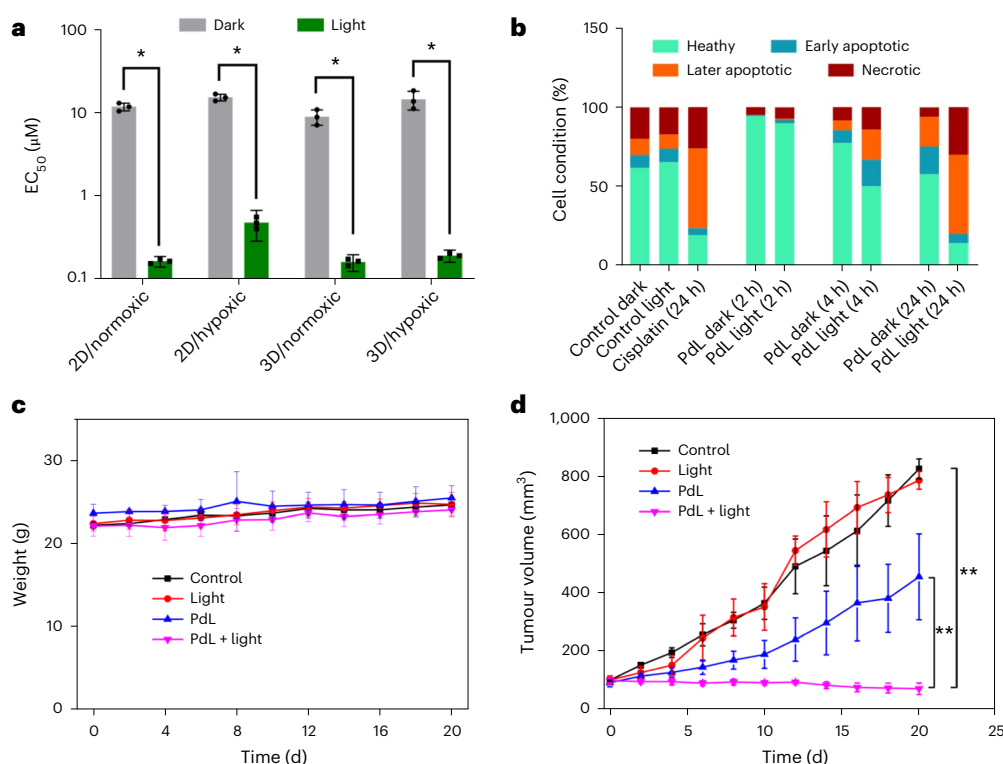 a
Dark
Light
EC50 (μM)
100
10
1
0.1
*
*
*
*
2D/normoxic
2D/hypoxic
3D/normoxic
3D/hypoxic
b
Heathy
Early apoptotic
Later apoptotic
Necrotic
Cell condition (%)
150
100
50
0
Control dark
Control light
Cisplatin (24 h)
PdL dark (2 h)
PdL light (2 h)
PdL dark (4 h)
PdL light (4 h)
PdL dark (24 h)
PdL light (24 h)
c
Weight (g)
30
20
10
0
Control
Light
PdL
PdL + light
0 4 8 12 16 20
Time (d)
d
Tumour volume (mm³)
1,000
800
600
400
200
0
Control
Light
PdL
PdL + light
**
**
0 5 10 15 20 25
Time (d)